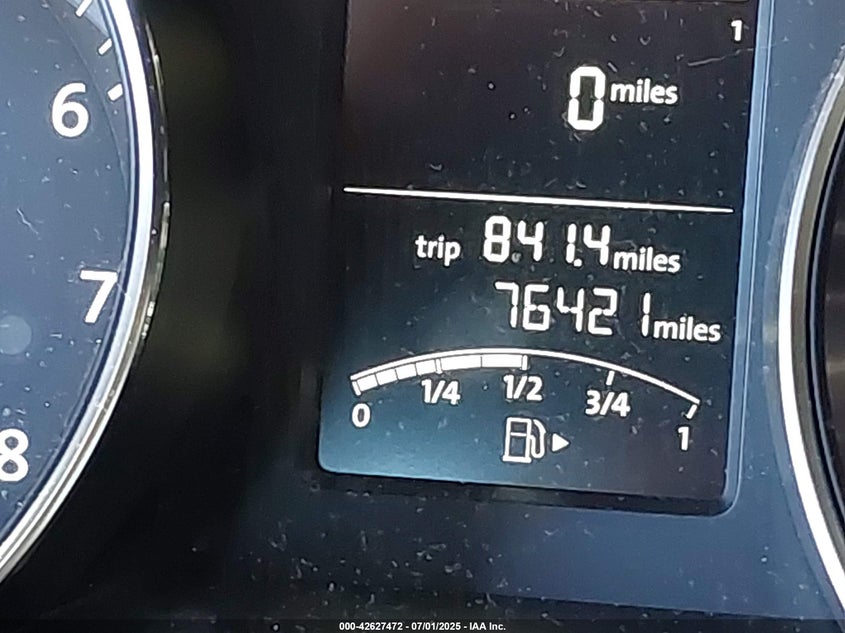 1
0 miles
6
trip 841.4 miles
7
76421 miles
0 1/4 1/2 3/4 1
8
000-42627472 - 07/01/2025 - IAA Inc.